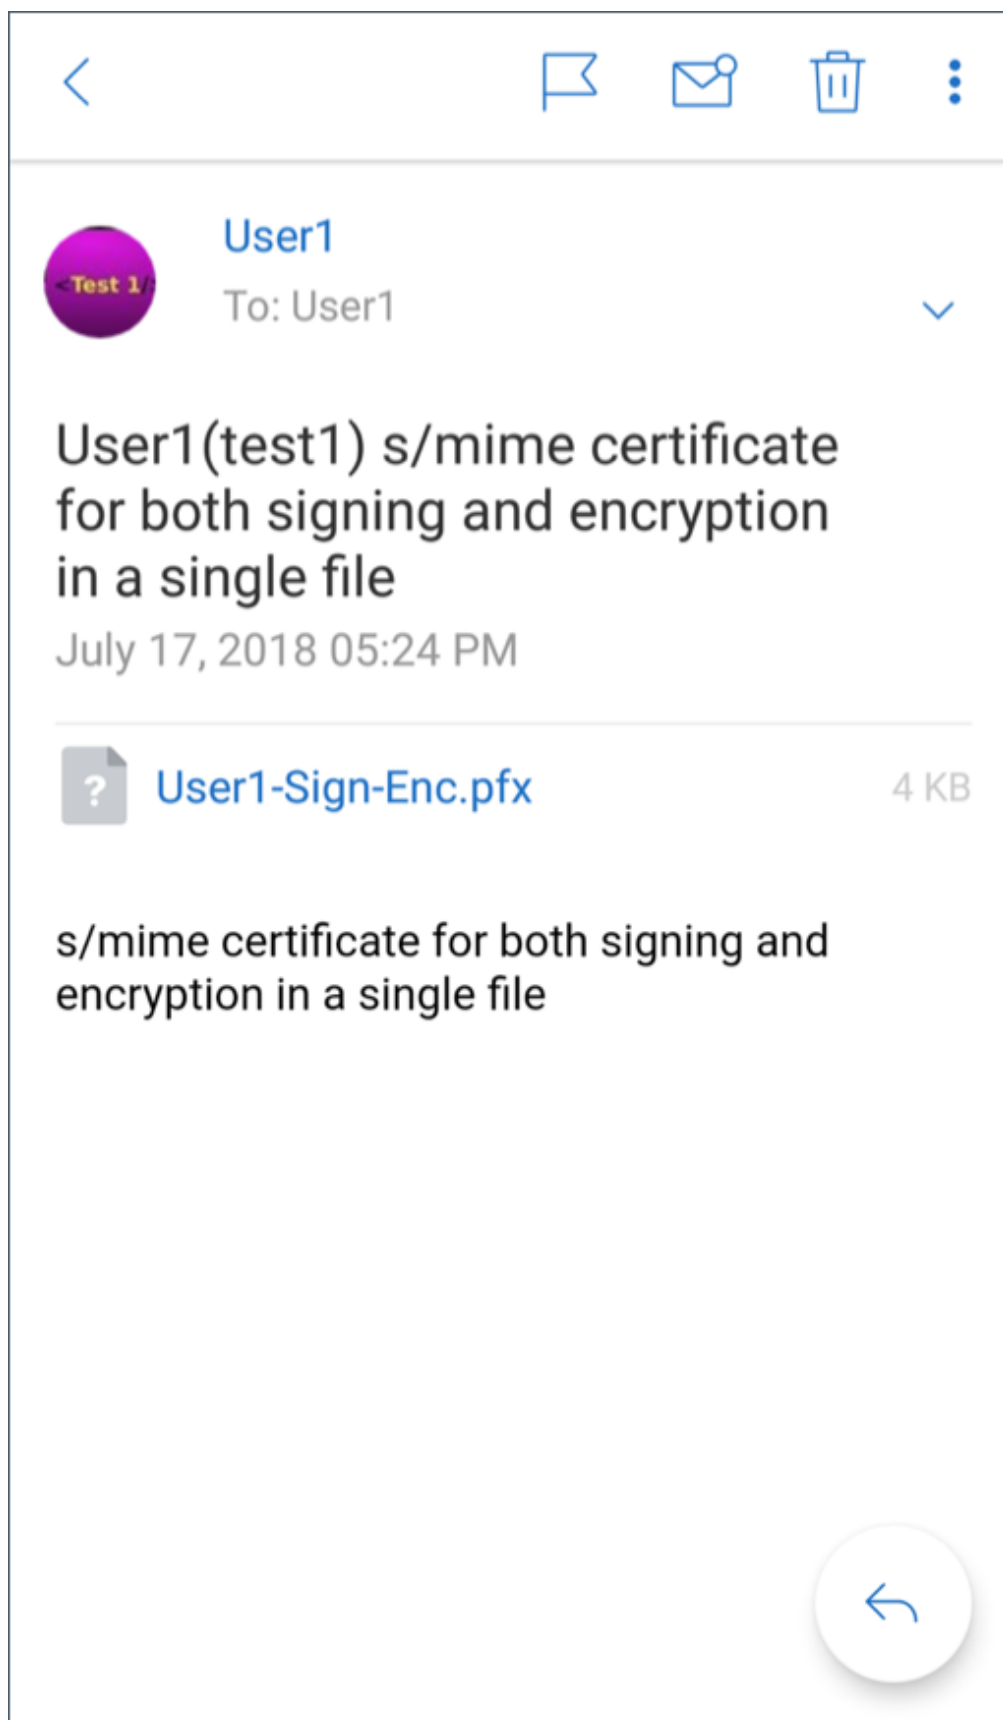 User1
<Test 1/>
To: User1
User1(test1) s/mime certificate
for both signing and encryption
in a single file
July 17, 2018 05:24 PM
?
User1-Sign-Enc.pfx
4 KB
s/mime certificate for both signing and
encryption in a single file